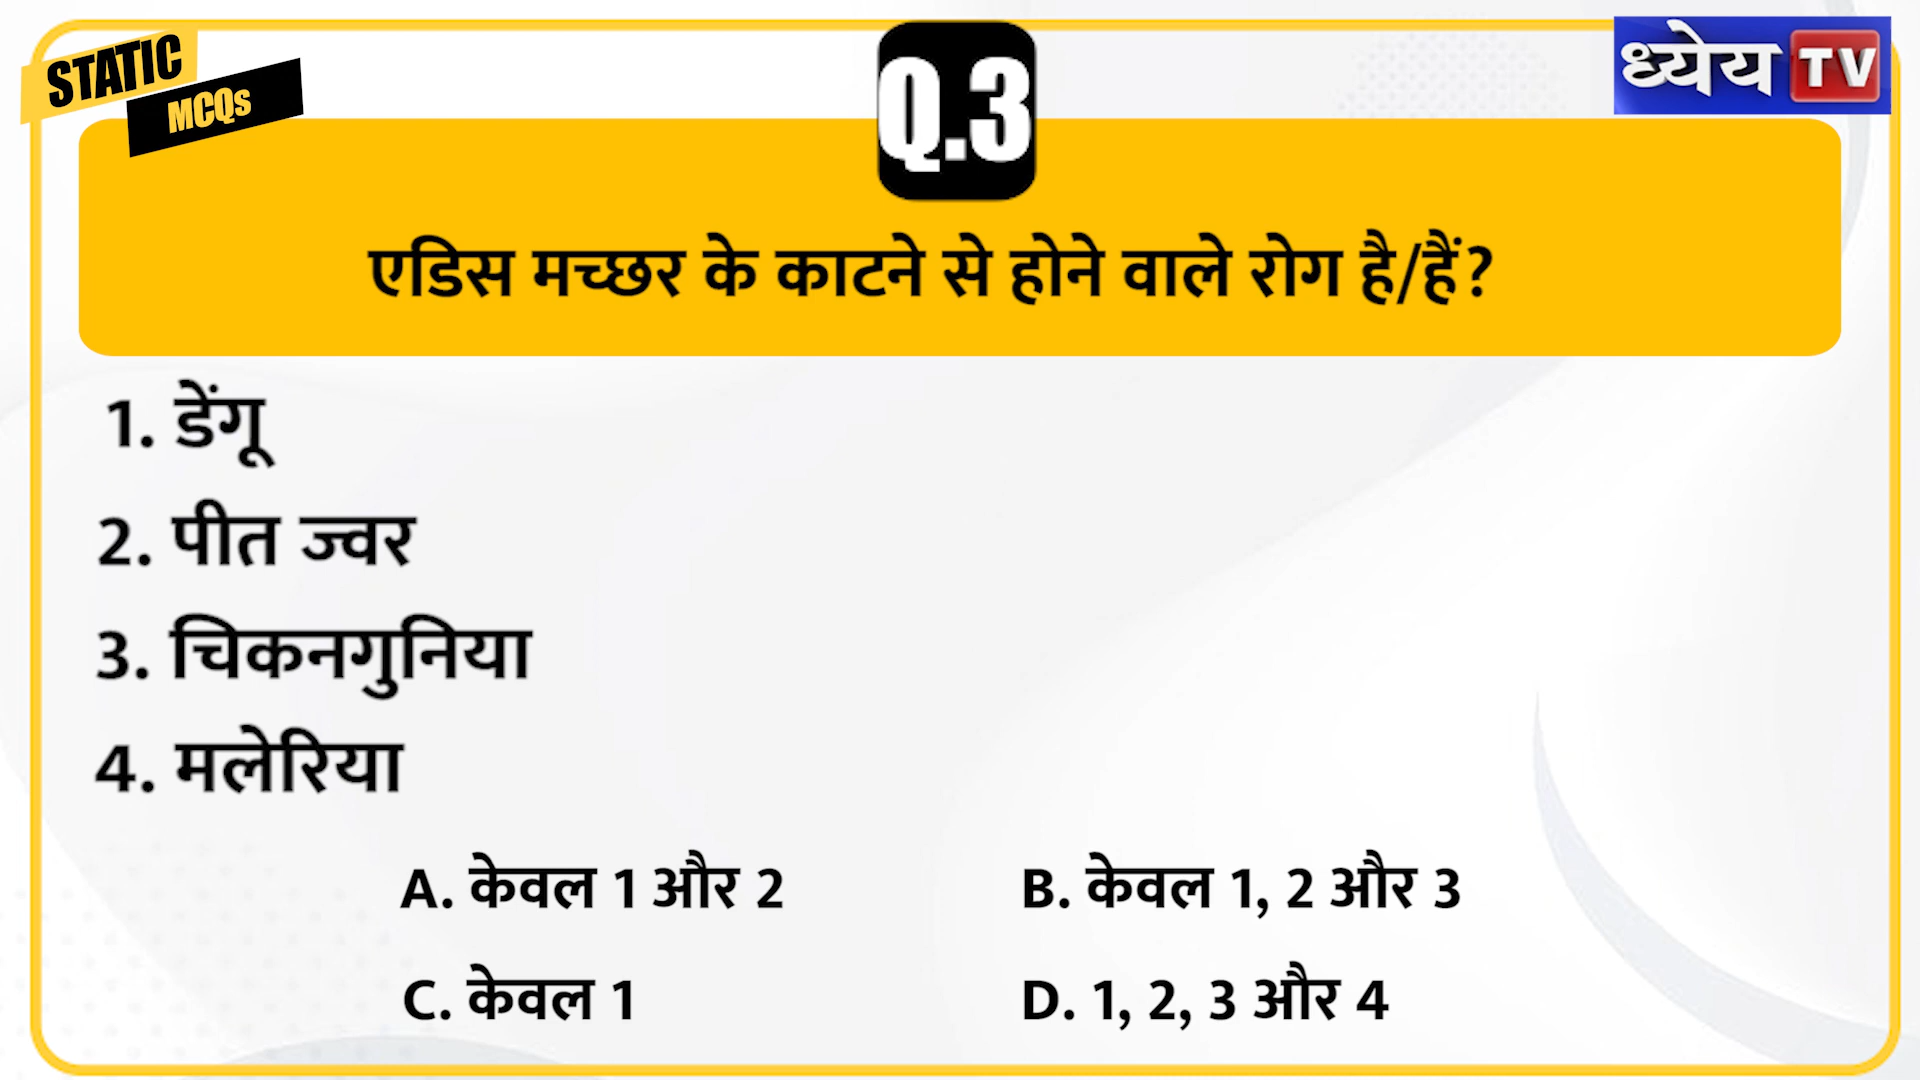 STATIC
MCQs
Q.3
ध्येय TV
एडिस मच्छर के काटने से होने वाले रोग है/हैं?
1. डेंगू
2. पीत ज्वर
3. चिकनगुनिया
4. मलेरिया
A. केवल 1 और 2
B. केवल 1, 2 और 3
C. केवल 1
D. 1, 2, 3 और 4